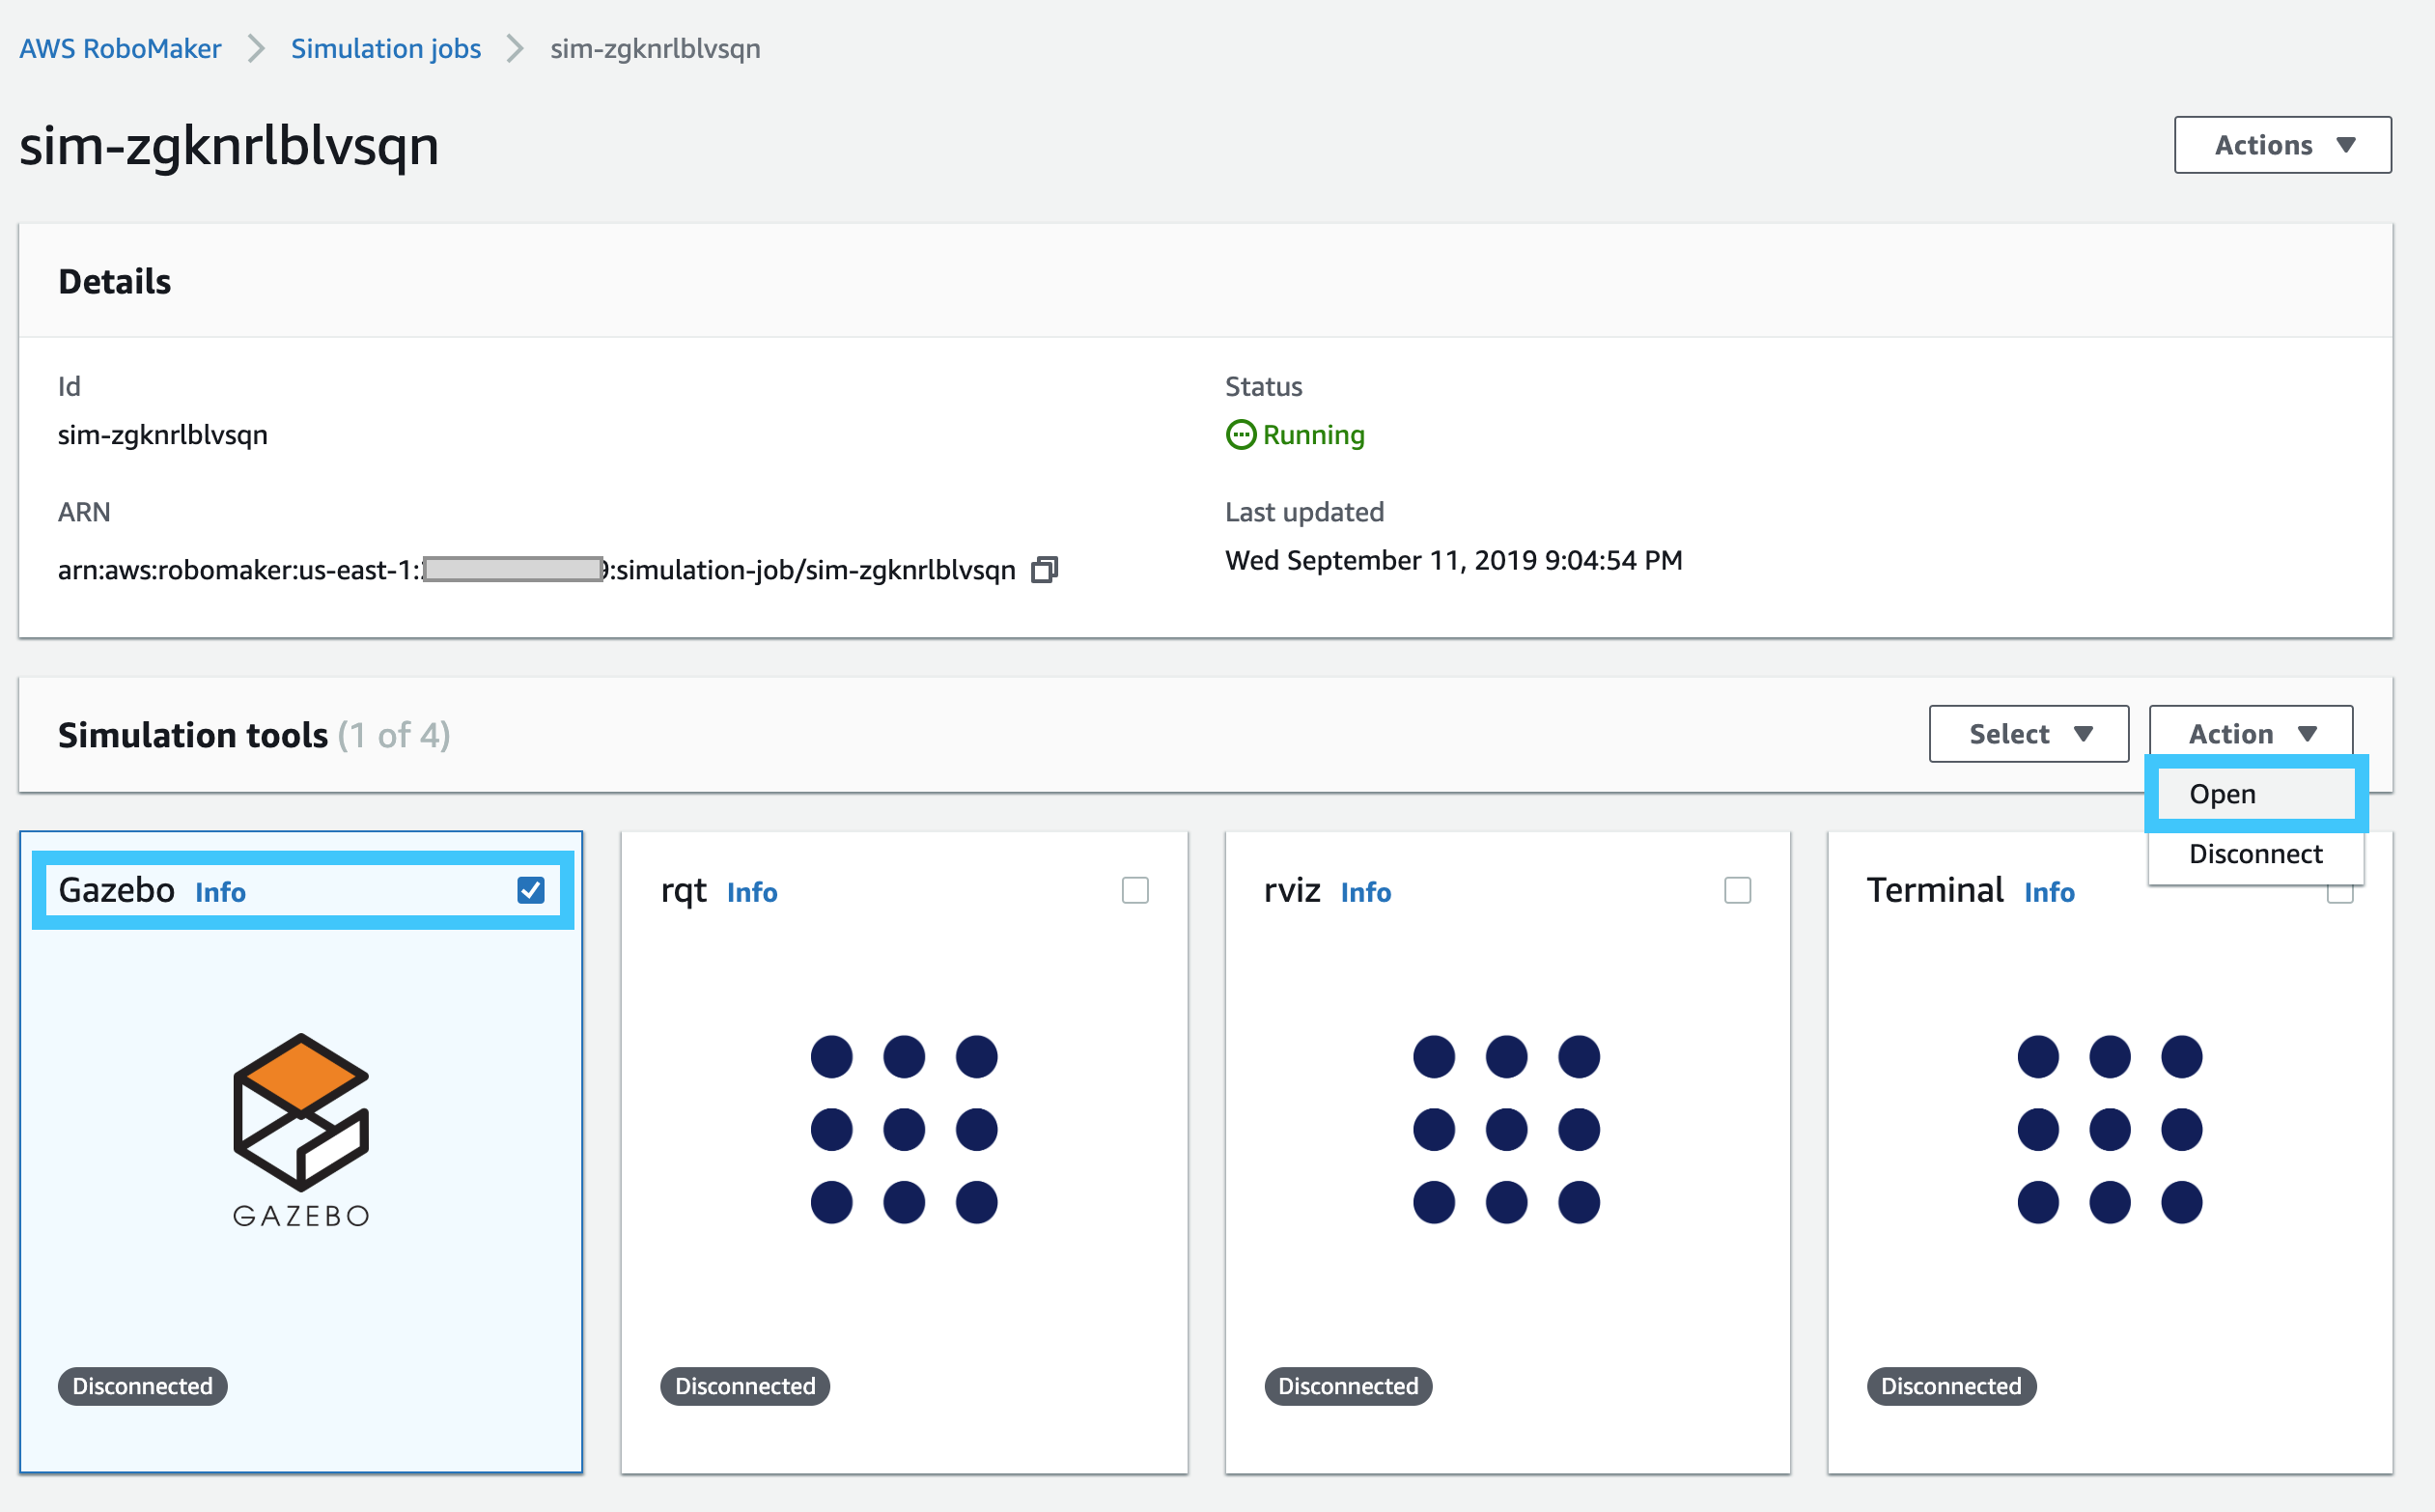 AWS RoboMaker > Simulation jobs > sim-zgknrlblvsqn
sim-zgknrlblvsqn
Actions
Details
Id
sim-zgknrlblvsqn
Status
Running
ARN
arn:aws:robomaker:us-east-1: :simulation-job/sim-zgknrlblvsqn
Last updated
Wed September 11, 2019 9:04:54 PM
Simulation tools (1 of 4)
Select
Action
Open
Disconnect
Gazebo Info
rqt Info
rviz Info
Terminal Info
GAZEBO
Disconnected
Disconnected
Disconnected
Disconnected